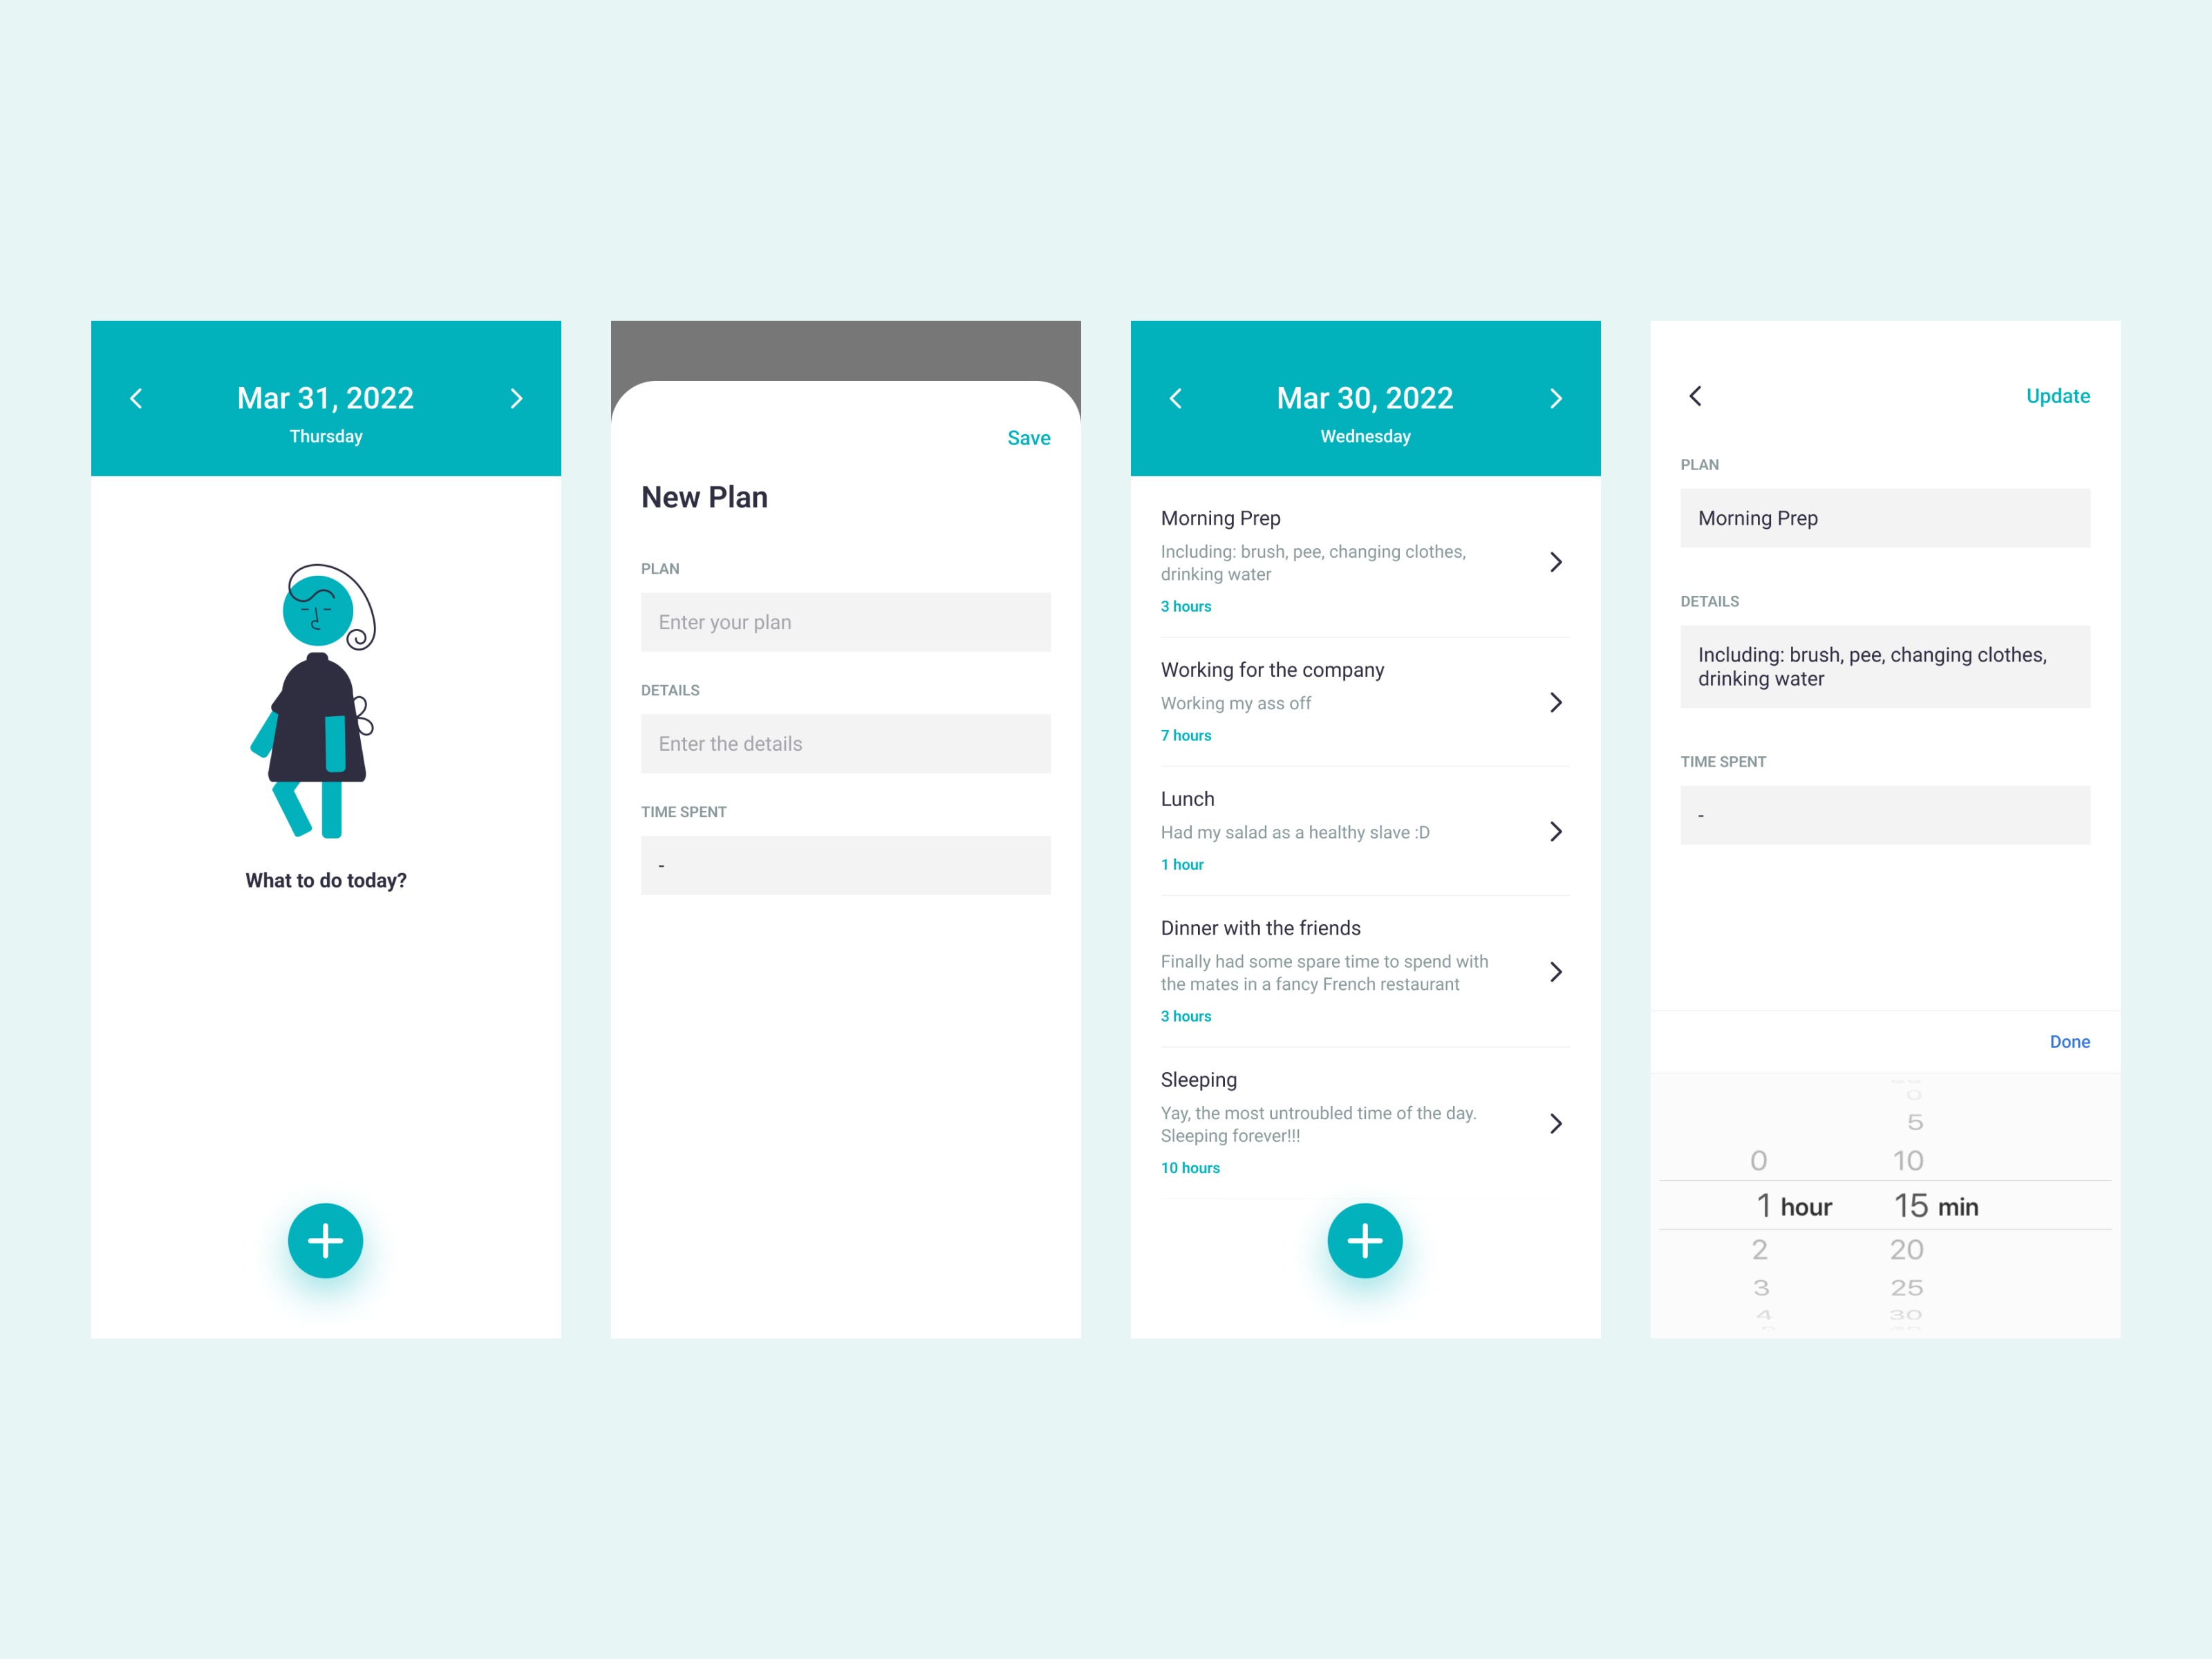 Mar 31, 2022
Thursday
What to do today?
Save
New Plan
PLAN
Enter your plan
DETAILS
Enter the details
TIME SPENT
-
Mar 30, 2022
Wednesday
Morning Prep
Including: brush, pee, changing clothes,
drinking water
3 hours
Working for the company
Working my ass off
7 hours
Lunch
Had my salad as a healthy slave :D
1 hour
Dinner with the friends
Finally had some spare time to spend with
the mates in a fancy French restaurant
3 hours
Sleeping
Yay, the most untroubled time of the day.
Sleeping forever!!!
10 hours
Update
PLAN
Morning Prep
DETAILS
Including: brush, pee, changing clothes,
drinking water
TIME SPENT
-
Done
0
5
0 10
1 hour 15 min
2 20
3 25
4 30